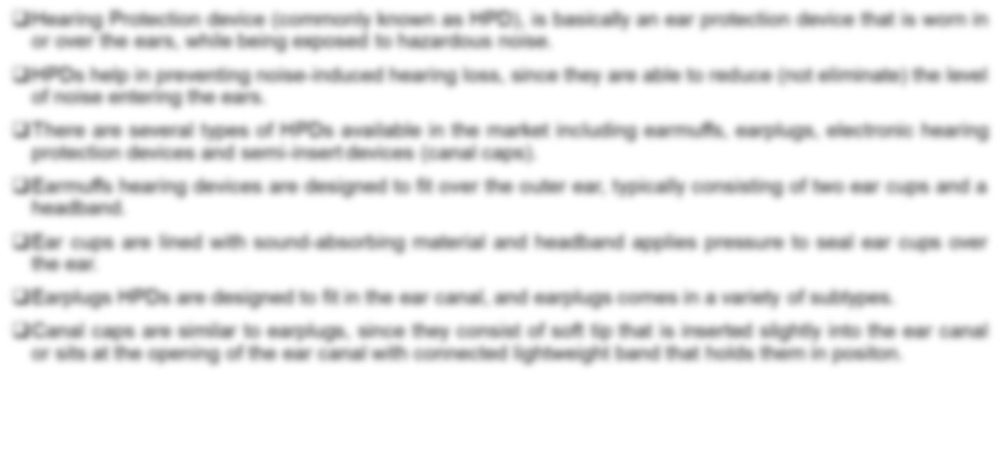 ❑Hearing Protection device (commonly known as HPD), is basically an ear protection device that is worn in
or over the ears, while being exposed to hazardous noise.
❑HPDs help in preventing noise-induced hearing loss, since they are able to reduce (not eliminate) the level
of noise entering the ears.
❑There are several types of HPDs available in the market including earmuffs, earplugs, electronic hearing
protection devices and semi-insert devices (canal caps).
❑Earmuffs hearing devices are designed to fit over the outer ear, typically consisting of two ear cups and a
headband.
❑Ear cups are lined with sound-absorbing material and headband applies pressure to seal ear cups over
the ear.
❑Earplugs HPDs are designed to fit in the ear canal, and earplugs comes in a variety of subtypes.
❑Canal caps are similar to earplugs, since they consist of soft tip that is inserted slightly into the ear canal
or sits at the opening of the ear canal with connected lightweight band that holds them in positon.